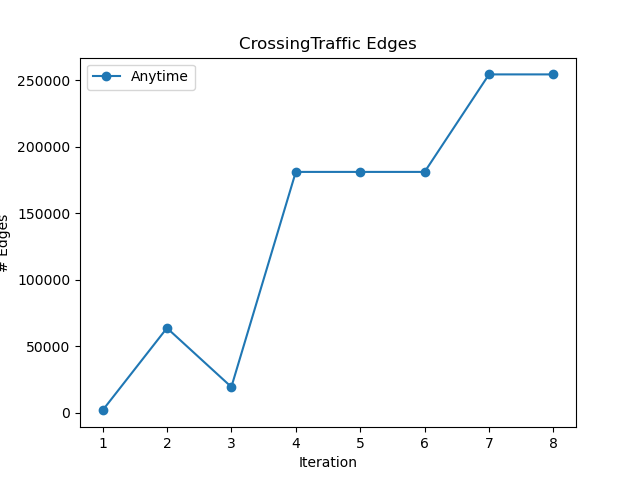 CrossingTraffic Edges
Anytime
250000
200000
150000
100000
50000
0
# Edges
1 2 3 4 5 6 7 8
Iteration